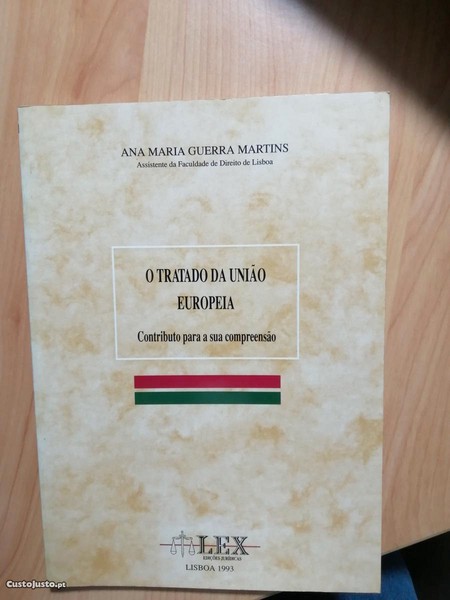 ANA MARIA GUERRA MARTINS
Assistente da Faculdade de Direito de Lisboa
O TRATADO DA UNIÃO
EUROPEIA
Contributo para a sua compreensão
LEX
EDIÇÕES JURÍDICAS
LISBOA 1993
CustoJusto.pt